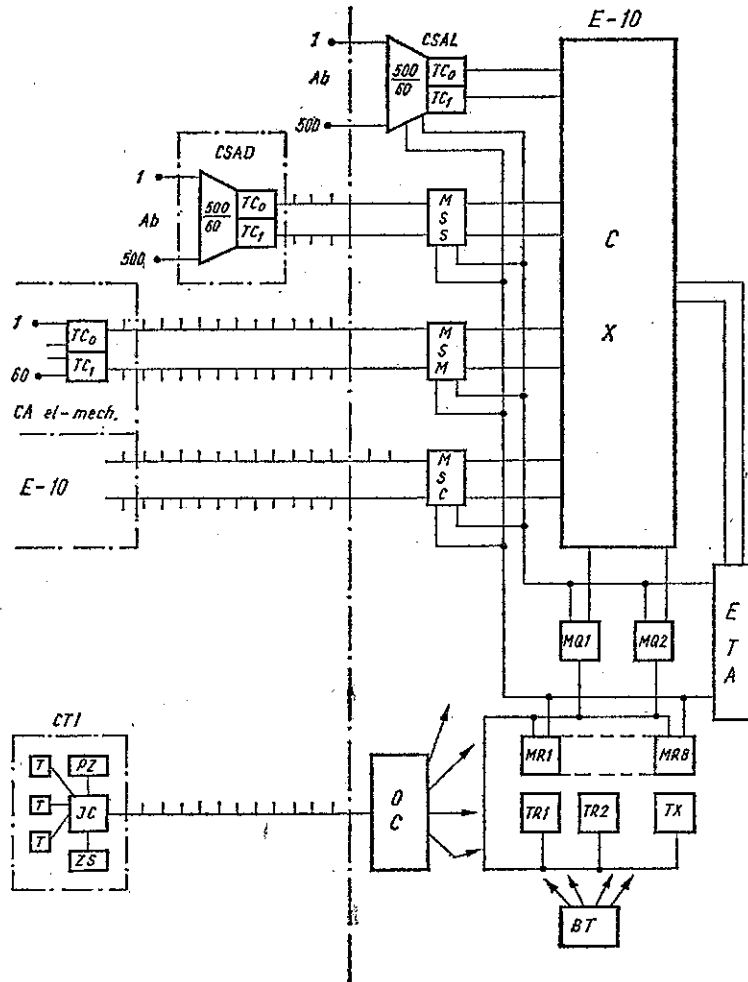 E-10
1
CSAL
Ab
500
60
TC0
TC1
500
CSAD
1
Ab
500
60
TC0
TC1
500
M
S
S
C
X
1
TC0
TC1
60
M
S
M
CA el-mech.
E-10
M
S
C
E
T
A
MQ1
MQ2
CTI
T
PZ
T
JC
T
ZS
O
C
MR1
MR8
TR1
TR2
TX
BT